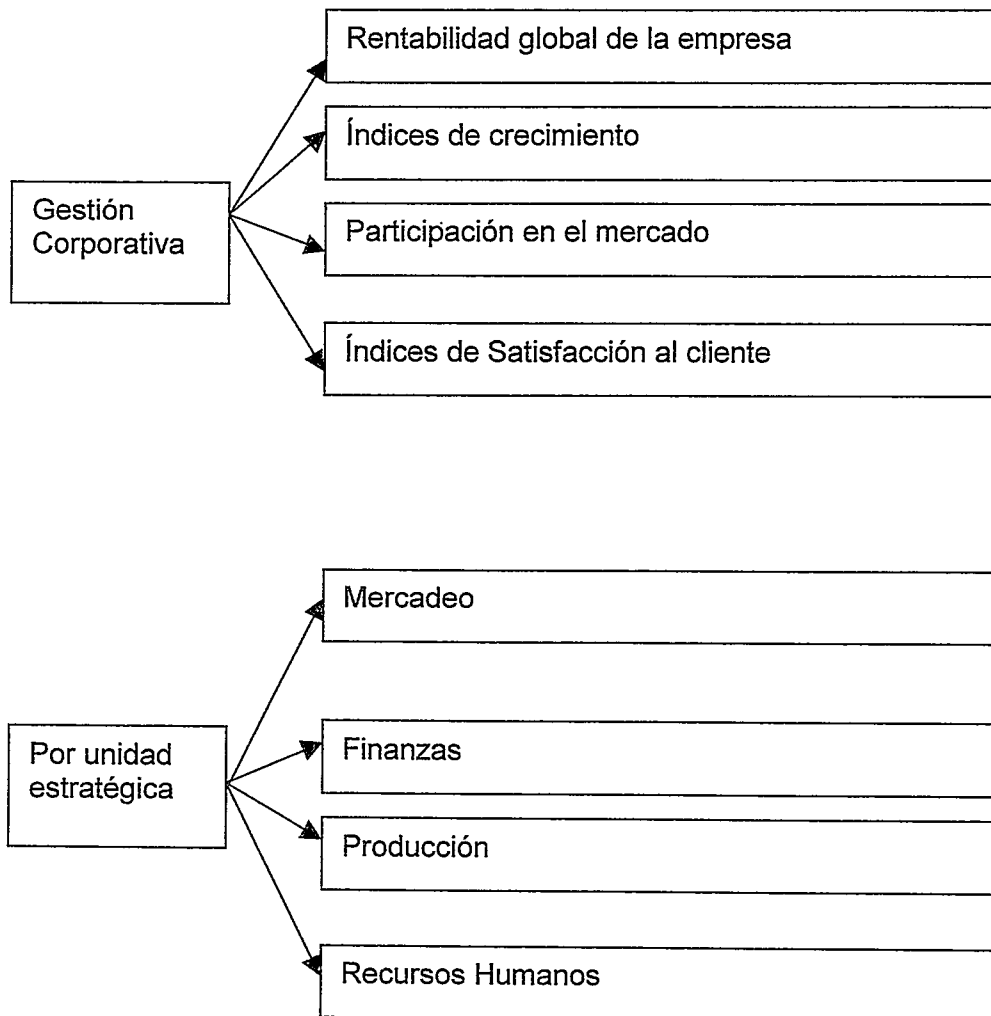 Rentabilidad global de la empresa
Índices de crecimiento
Gestión
Corporativa
Participación en el mercado
Índices de Satisfacción al cliente
Mercadeo
Por unidad
estratégica
Finanzas
Producción
Recursos Humanos